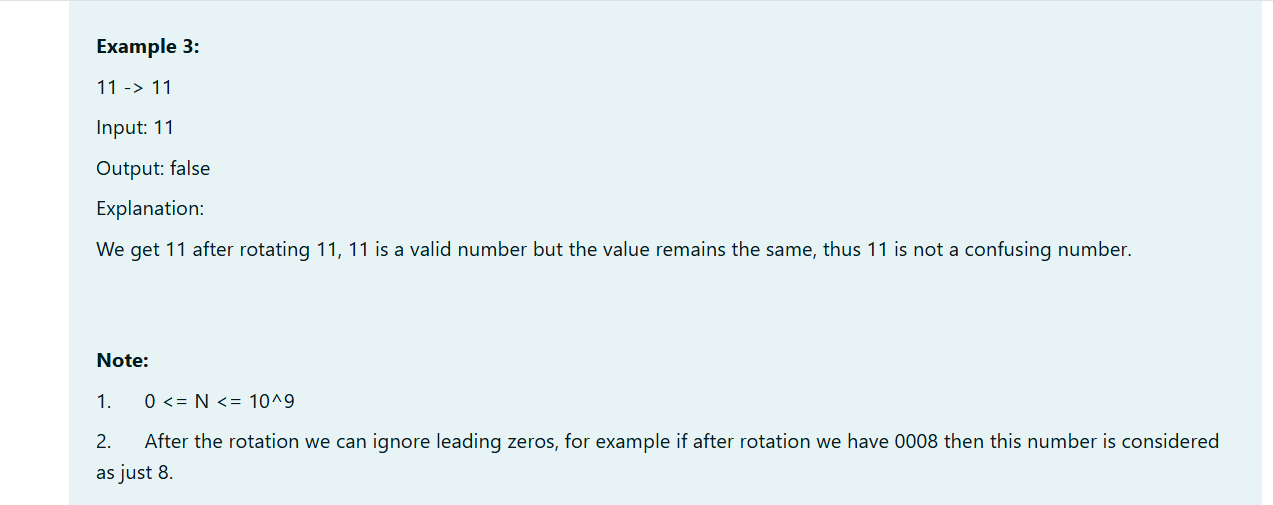 Example 3:
11 -> 11
Input: 11
Output: false
Explanation:
We get 11 after rotating 11, 11 is a valid number but the value remains the same, thus 11 is not a confusing number.
Note:
1. 0 <= N <= 10^9
2. After the rotation we can ignore leading zeros, for example if after rotation we have 0008 then this number is considered
as just 8.